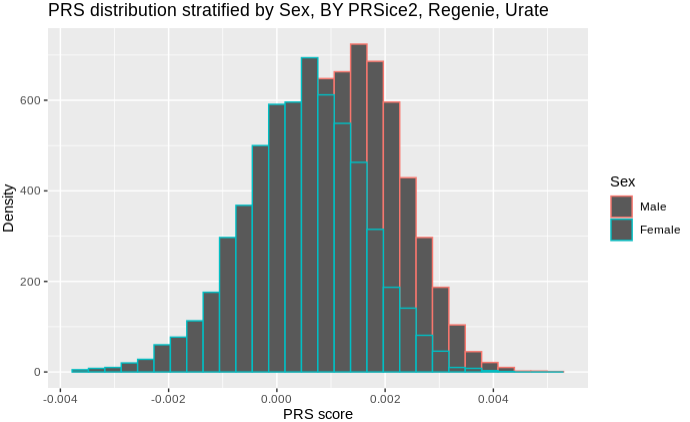 PRS distribution stratified by Sex, BY PRSice2, Regenie, Urate
Density
600
400
200
0
-0.004
-0.002
0.000
0.002
0.004
PRS score
Sex
Male
Female